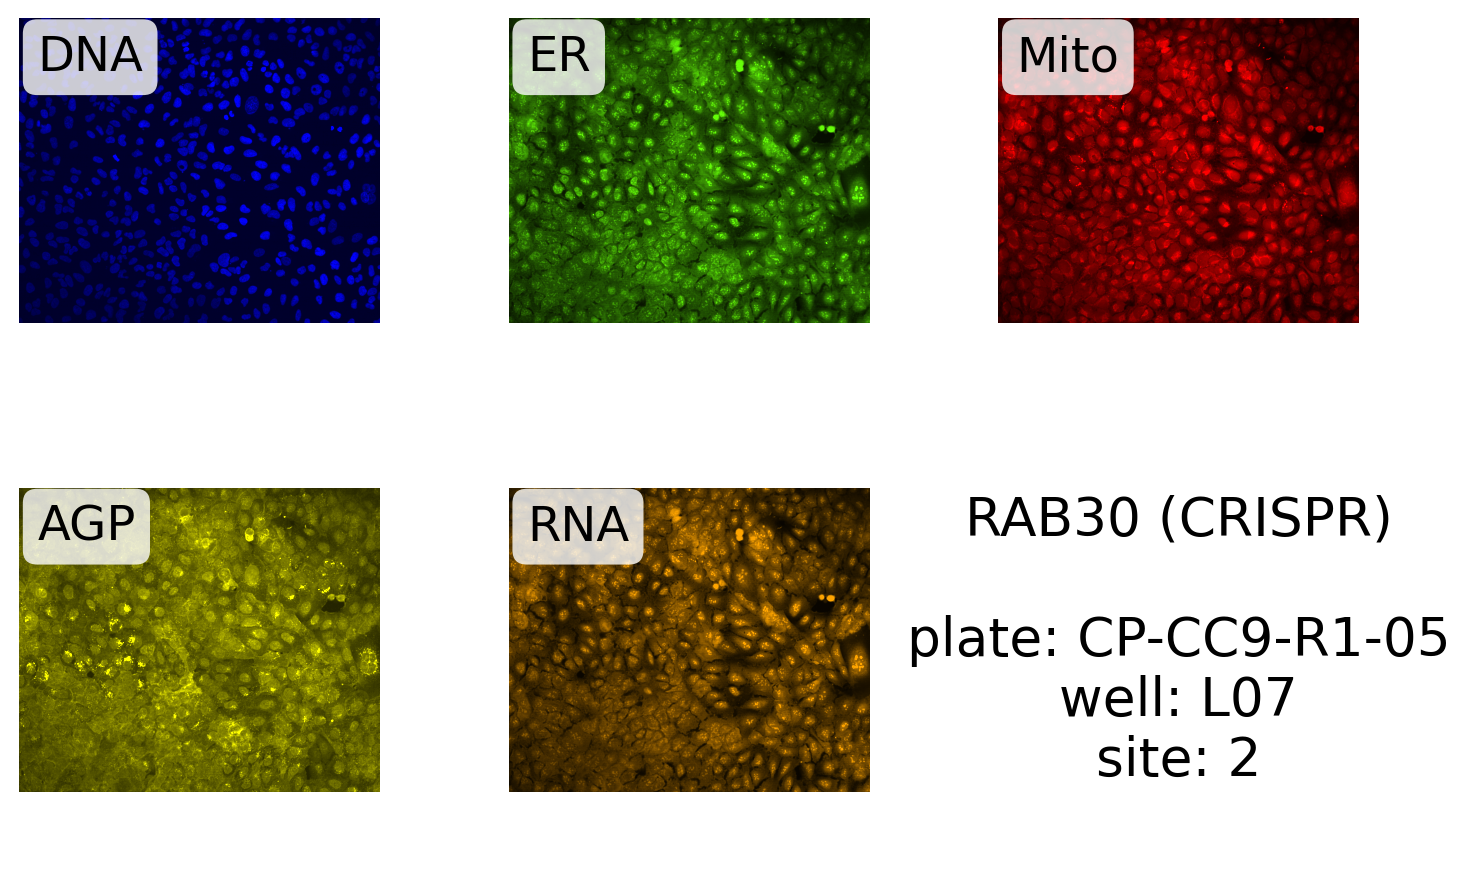 DNA
ER
Mito
AGP
RNA
RAB30 (CRISPR)
plate: CP-CC9-R1-05
well: L07
site: 2